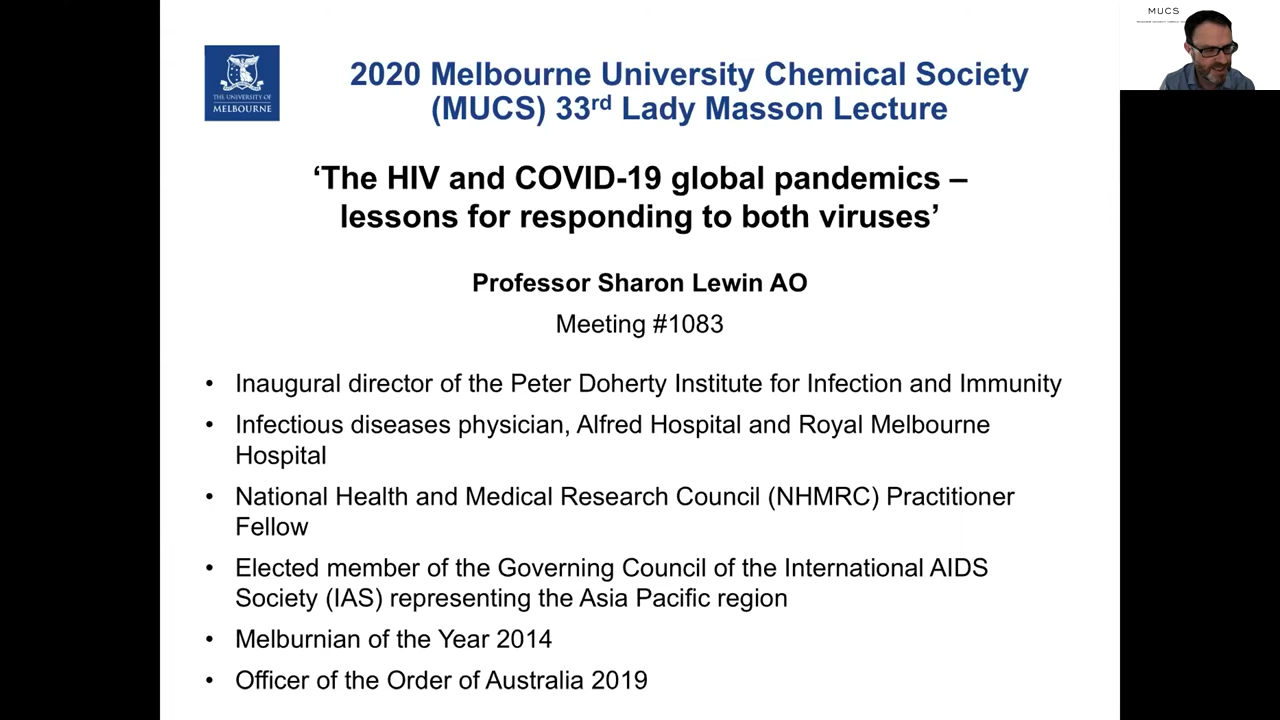 MUCS
THE UNIVERSITY OF
MELBOURNE
2020 Melbourne University Chemical Society
(MUCS) 33rd Lady Masson Lecture
‘The HIV and COVID-19 global pandemics –
lessons for responding to both viruses’
Professor Sharon Lewin AO
Meeting #1083
• Inaugural director of the Peter Doherty Institute for Infection and Immunity
• Infectious diseases physician, Alfred Hospital and Royal Melbourne
Hospital
• National Health and Medical Research Council (NHMRC) Practitioner
Fellow
• Elected member of the Governing Council of the International AIDS
Society (IAS) representing the Asia Pacific region
• Melburnian of the Year 2014
• Officer of the Order of Australia 2019